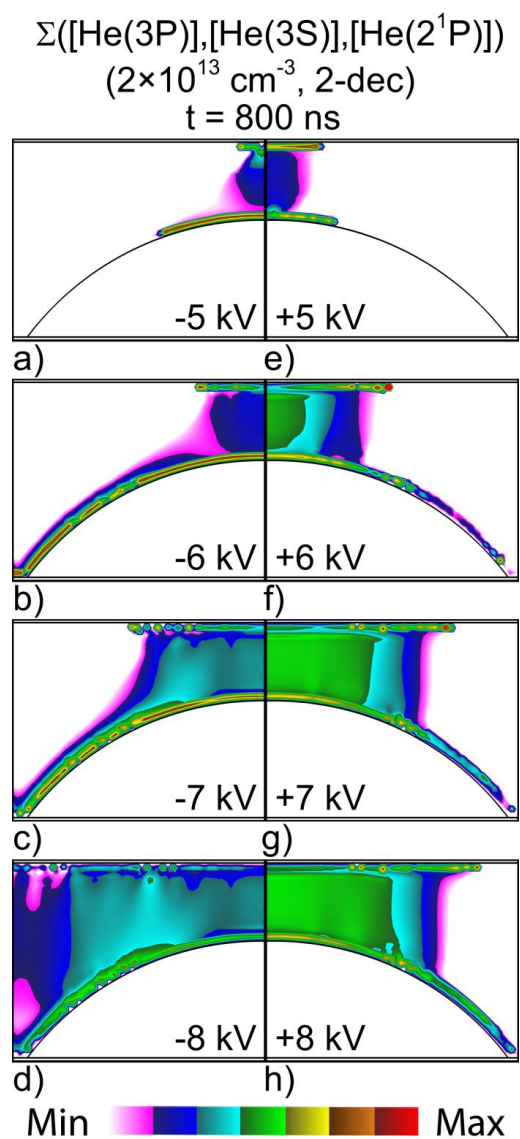 Σ([He(3P)],[He(3S)],[He(2¹P)])
(2×10¹³ cm⁻³, 2-dec)
t = 800 ns
-5 kV +5 kV
a) e)
-6 kV +6 kV
b) f)
-7 kV +7 kV
c) g)
-8 kV +8 kV
d) h)
Min Max